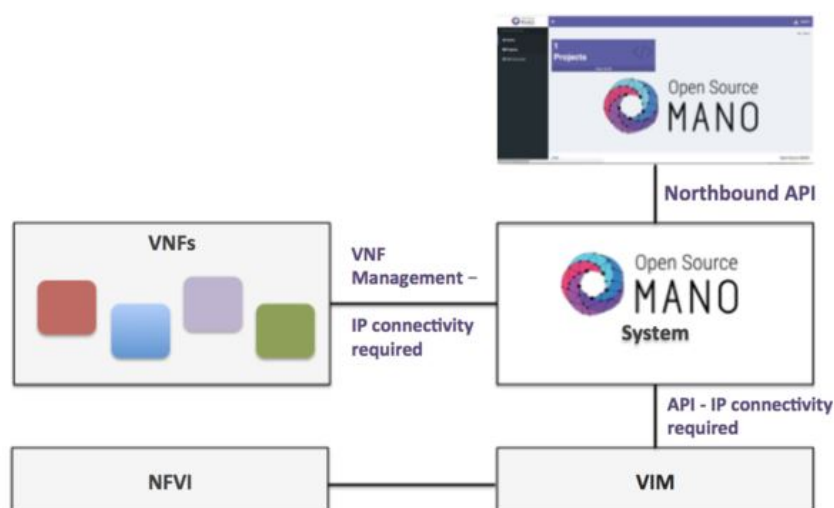 1
Projects
Open Source
MANO
Northbound API
VNFs
VNF
Management –
IP connectivity
required
Open Source
MANO
System
API - IP connectivity
required
NFVI
VIM